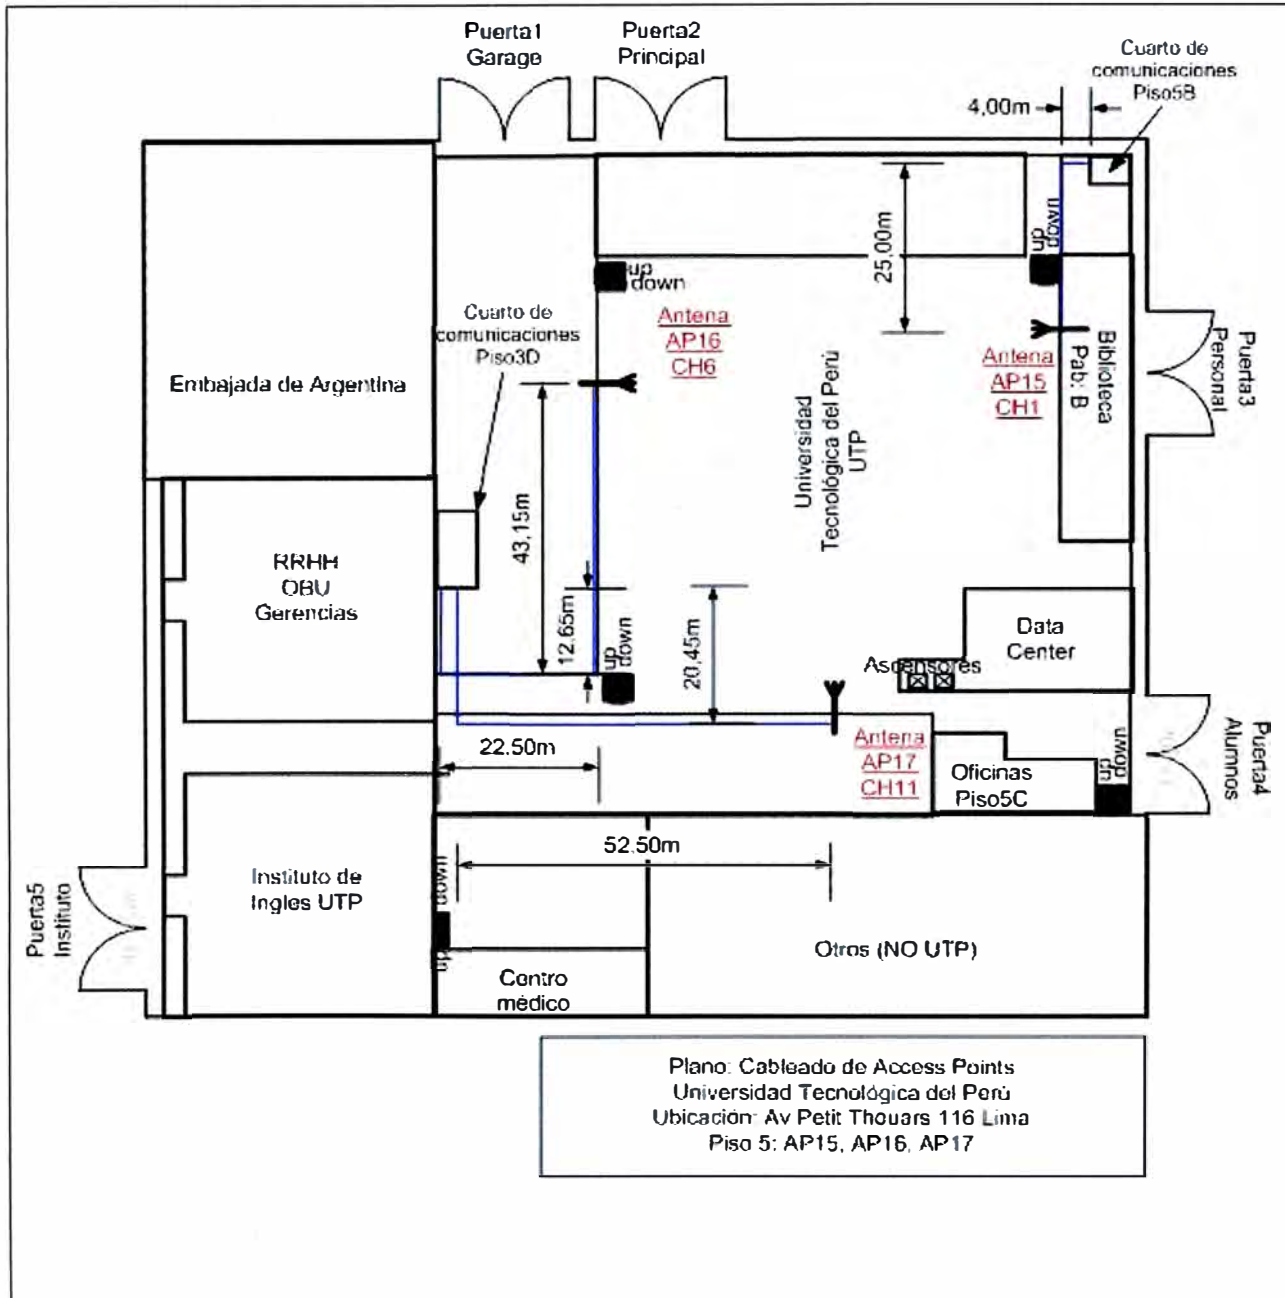 Puerta1
Garage
Puerta2
Principal
Cuarto de
comunicaciones
Piso5B
4,00m
25,00m
up
down
up
down
Cuarto de
comunicaciones
Piso3D
Antena
AP16
CH6
Antena
AP15
CH1
Biblioteca
Pab: B
Puerta3
Personal
Embajada de Argentina
Universidad
Tecnológica del Perú
UTP
43,15m
RRHH
OBU
Gerencias
12,65m
up
down
20,45m
Data
Center
Ascensores
22.50m
Antena
AP17
CH11
Oficinas
Piso5C
up
down
Puerta4
Alumnos
52.50m
Instituto de
Ingles UTP
up
down
Puerta5
Instituto
Otros (NO UTP)
Centro
médico
Plano: Cableado de Access Points
Universidad Tecnológica del Perú
Ubicación: Av Petit Thouars 116 Lima
Piso 5: AP15, AP16, AP17